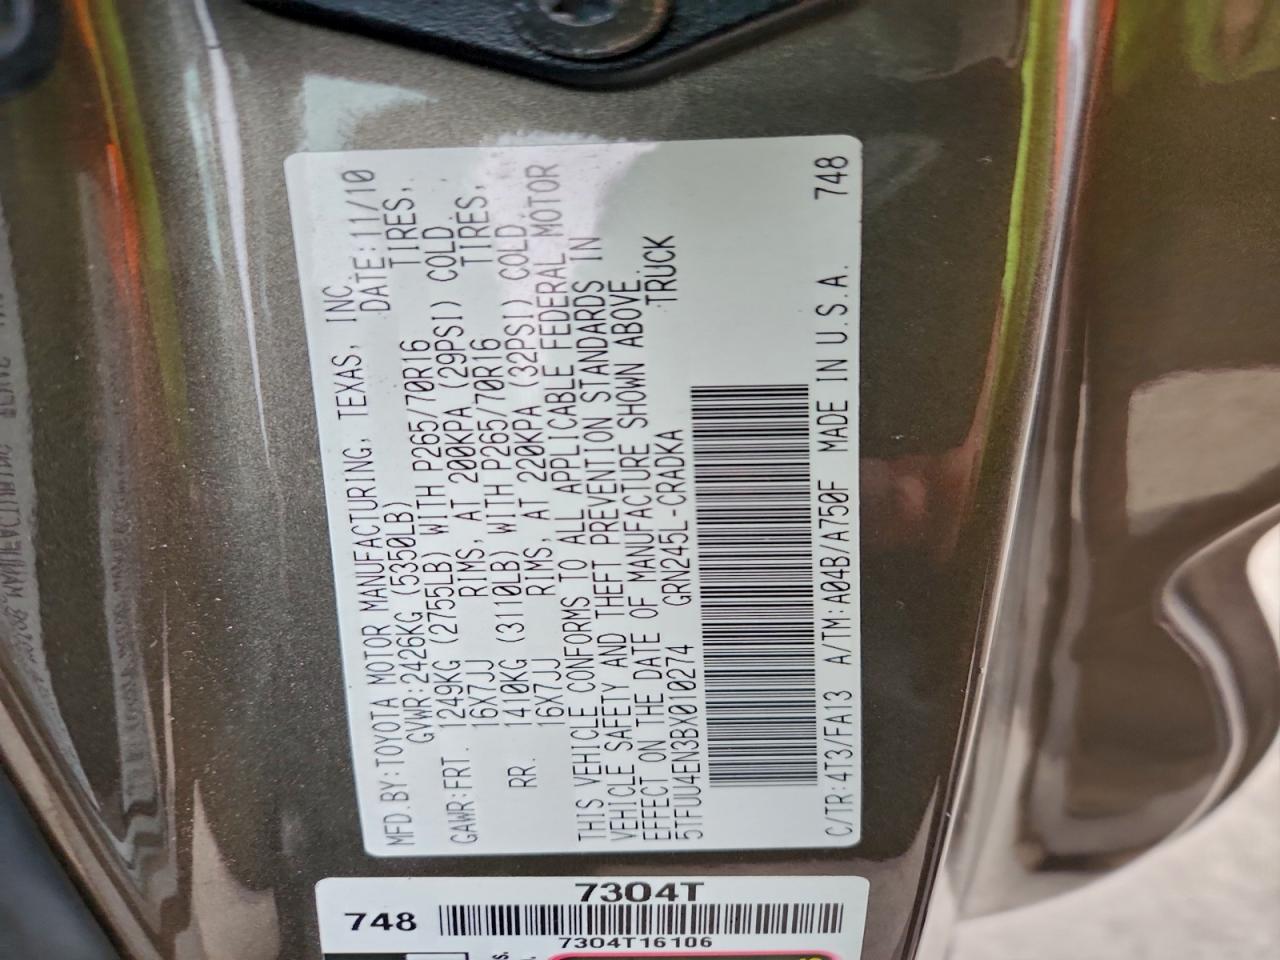 MFD.BY:TOYOTA MOTOR MANUFACTURING, TEXAS, INC.
GVWR:2426KG (5350LB) DATE:11/10
GAWR:FRT. 1249KG (2755LB) WITH P265/70R16 TIRES,
16X7JJ RIMS, AT 200KPA (29PSI) COLD.
RR. 1410KG (3110LB) WITH P265/70R16 TIRES,
16X7JJ RIMS, AT 220KPA (32PSI) COLD.
THIS VEHICLE CONFORMS TO ALL APPLICABLE FEDERAL MOTOR
VEHICLE SAFETY AND THEFT PREVENTION STANDARDS IN
EFFECT ON THE DATE OF MANUFACTURE SHOWN ABOVE.
5TFUU4EN3BX010274 GRN245L-CRADKA TRUCK
C/TR:4T3/FA13 A/TM:A04B/A750F MADE IN U.S.A. 748
7304T
748
7304T16106